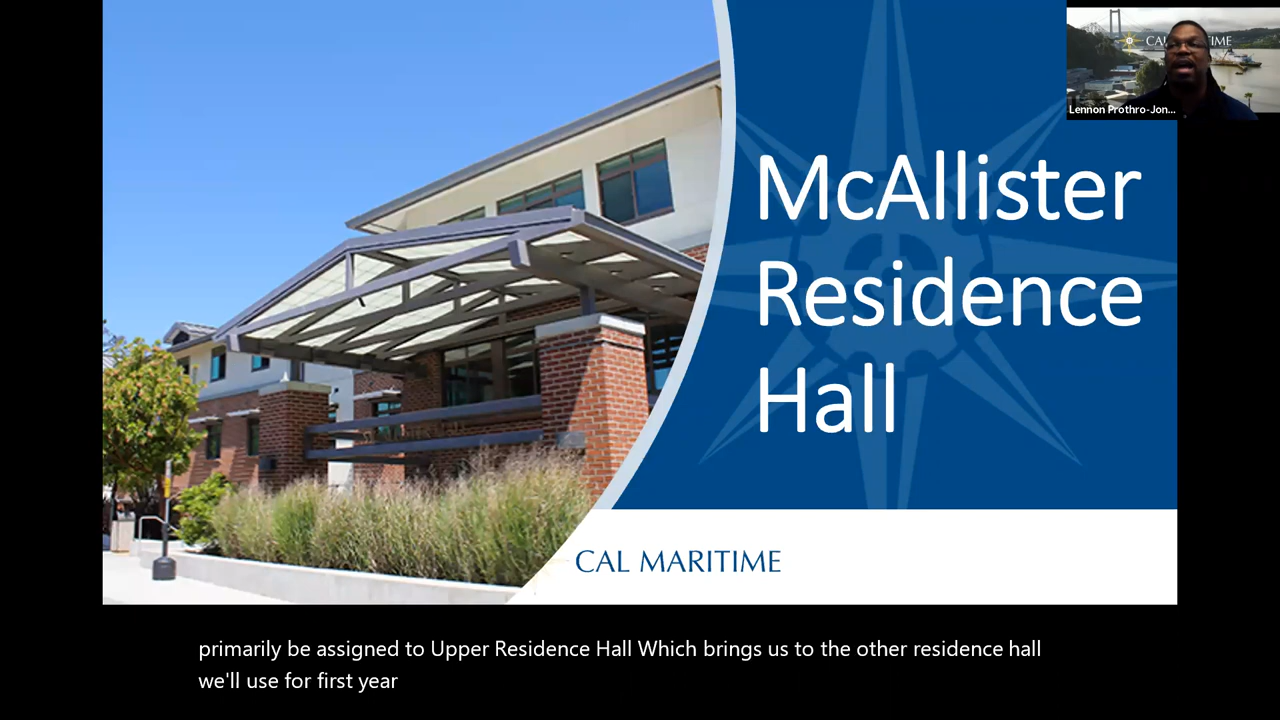 McAllister
Residence
Hall
CAL MARITIME
Lennon Prothro-Jon...
primarily be assigned to Upper Residence Hall Which brings us to the other residence hall
we'll use for first year